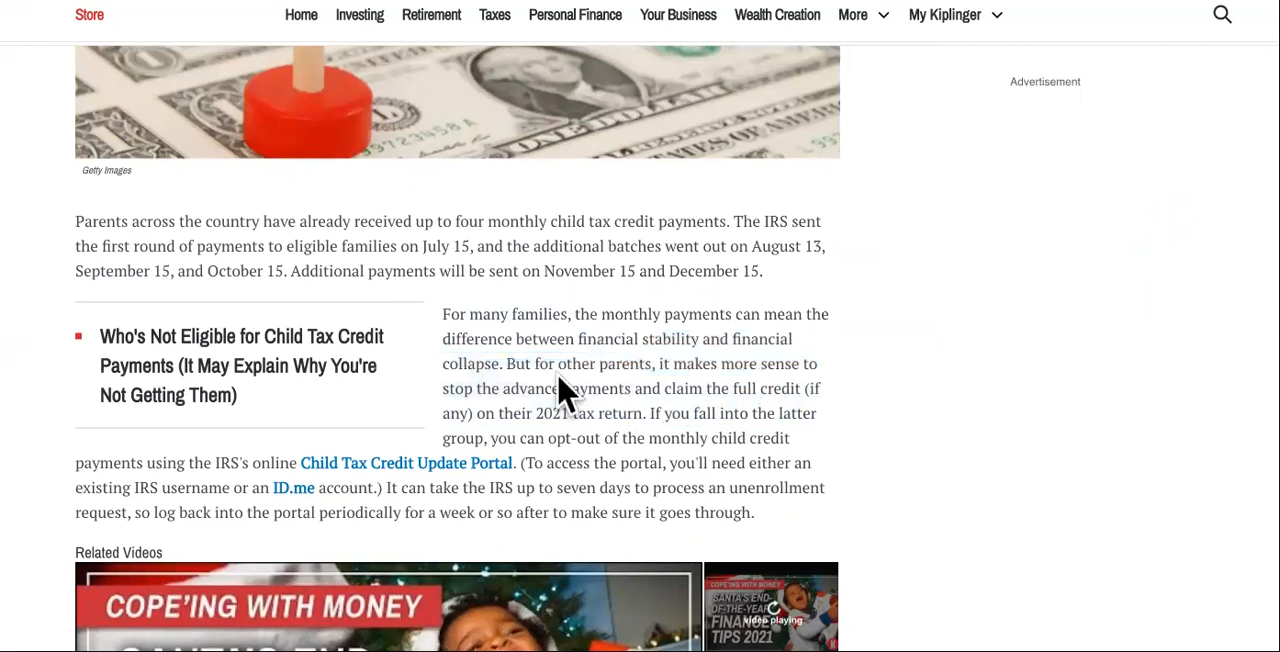 Store
Home
Investing
Retirement
Taxes
Personal Finance
Your Business
Wealth Creation
More
My Kiplinger
Advertisement
ONE DOLLAR
Getty Images
Parents across the country have already received up to four monthly child tax credit payments. The IRS sent
the first round of payments to eligible families on July 15, and the additional batches went out on August 13,
September 15, and October 15. Additional payments will be sent on November 15 and December 15.
Who's Not Eligible for Child Tax Credit
Payments (It May Explain Why You're
Not Getting Them)
For many families, the monthly payments can mean the
difference between financial stability and financial
collapse. But for other parents, it makes more sense to
stop the advance payments and claim the full credit (if
any) on their 2021 tax return. If you fall into the latter
group, you can opt-out of the monthly child credit
payments using the IRS's online Child Tax Credit Update Portal. (To access the portal, you'll need either an
existing IRS username or an ID.me account.) It can take the IRS up to seven days to process an unenrollment
request, so log back into the portal periodically for a week or so after to make sure it goes through.
Related Videos
COPE'ING WITH MONEY
COPE'ING WITH MONEY
SANTA'S END-
OF-THE-YEAR
FINANCE
TIPS 2021
video playing